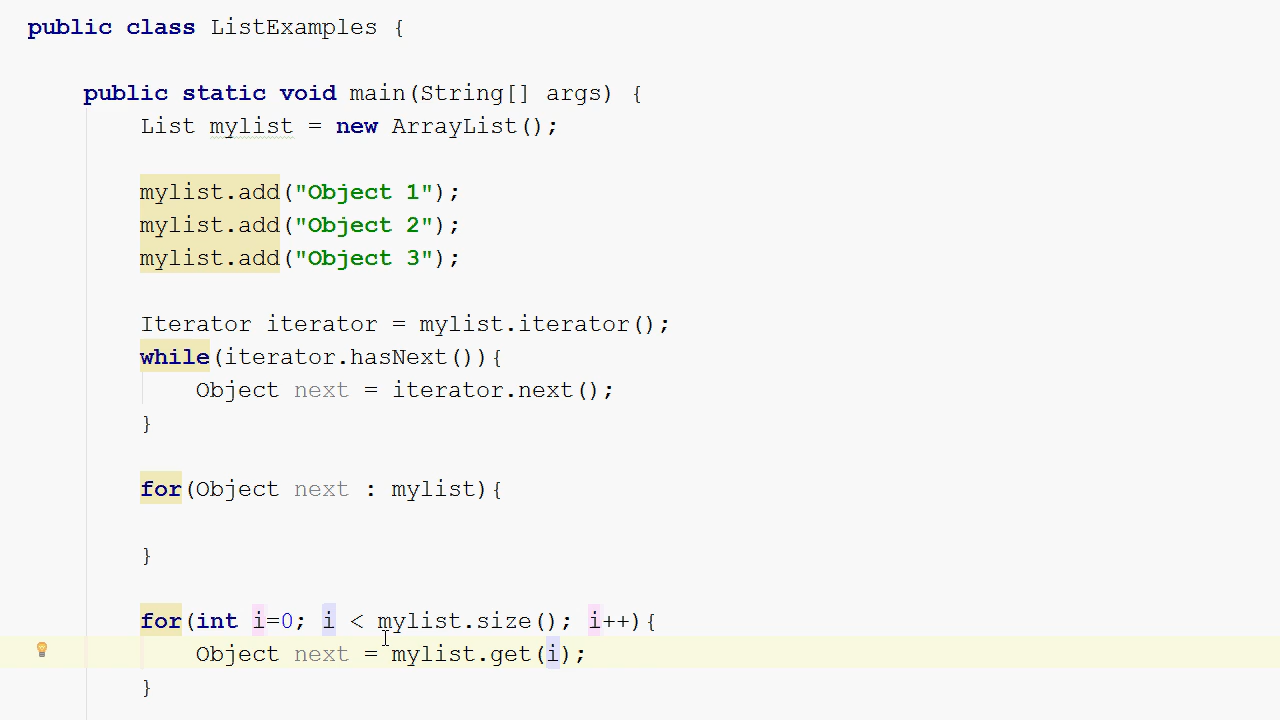 public class ListExamples {
public static void main(String[] args) {
List mylist = new ArrayList();
mylist.add("Object 1");
mylist.add("Object 2");
mylist.add("Object 3");
Iterator iterator = mylist.iterator();
while(iterator.hasNext()){
Object next = iterator.next();
}
for(Object next : mylist){
}
for(int i=0; i < mylist.size(); i++){
Object next = mylist.get(i);
}